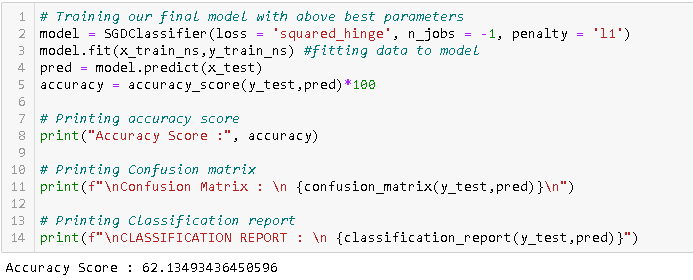 1 # Training our final model with above best parameters
2 model = SGDClassifier(loss = 'squared_hinge', n_jobs = -1, penalty = 'l1')
3 model.fit(x_train_ns,y_train_ns) #fitting data to model
4 pred = model.predict(x_test)
5 accuracy = accuracy_score(y_test,pred)*100
6
7 # Printing accuracy score
8 print("Accuracy Score :", accuracy)
9
10 # Printing Confusion matrix
11 print(f"\nConfusion Matrix : \n {confusion_matrix(y_test,pred)}\n")
12
13 # Printing Classification report
14 print(f"\nCLASSIFICATION REPORT : \n {classification_report(y_test,pred)}")
Accuracy Score : 62.13493436450596